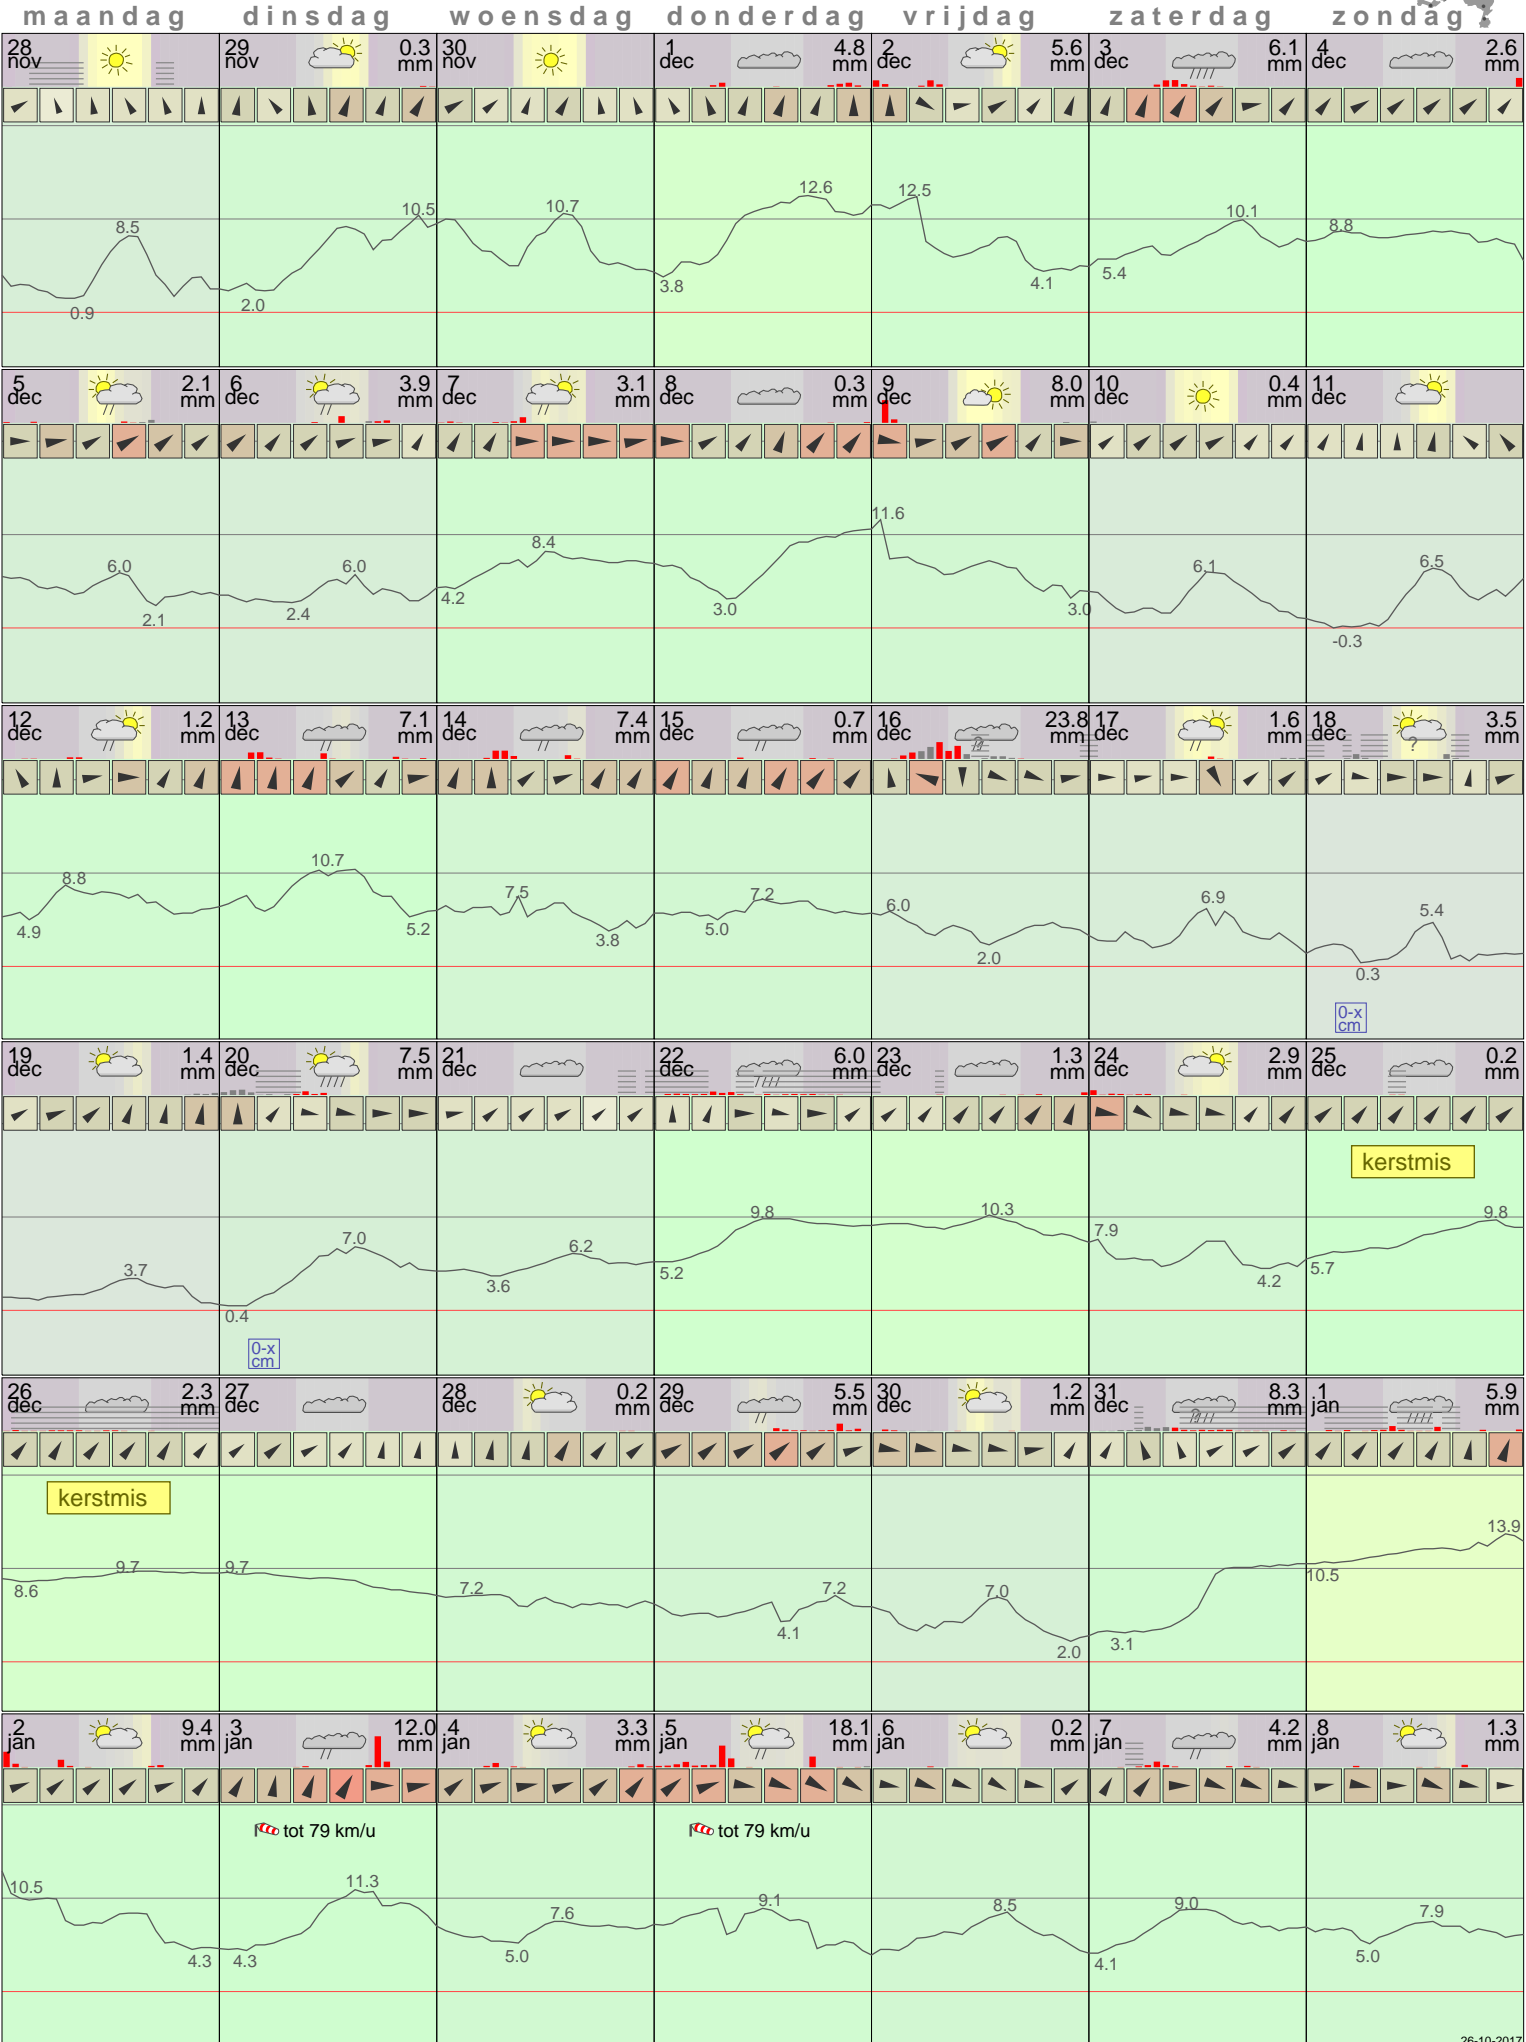 maandag dinsdag woensdag donderdag vrijdag zaterdag zondag
28 29 0.3 30 1 4.8 2 5.6 3 6.1 4 2.6
nov nov mm nov dec mm dec mm dec mm dec mm
12.6 12.5
10.5 10.7 10.1
8.5 8.8
5.4
3.8 4.1
0.9 2.0
5 2.1 6 3.9 7 3.1 8 0.3 9 8.0 10 0.4 11
dec mm dec mm dec mm dec mm dec mm dec mm dec
11.6
8.4
6.0 6.0 6.1 6.5
4.2
2.1 2.4 3.0 3.0
-0.3
12 1.2 13 7.1 14 7.4 15 0.7 16 23.8 17 1.6 18 3.5
dec mm dec mm dec mm dec mm dec mm dec mm dec mm
? ?
10.7
8.8
7.5 7.2 6.0 6.9 5.4
4.9 5.2 3.8 5.0
2.0 0.3
0-x
cm
19 1.4 20 7.5 21 22 6.0 23 1.3 24 2.9 25 0.2
dec mm dec mm dec dec mm dec mm dec mm dec mm
kerstmis
9.8 10.3 9.8
7.9
3.7 7.0 6.2
3.6 5.2 4.2 5.7
0.4
0-x
cm
26 2.3 27 28 0.2 29 5.5 30 1.2 31 8.3 .1 5.9
dec mm dec dec mm dec mm dec mm dec mm jan mm
?
kerstmis
13.9
9.7 9.7 10.5
8.6 7.2 7.2 7.0
4.1 2.0 3.1
.2 9.4 .3 12.0 .4 3.3 .5 18.1 .6 0.2 .7 4.2 .8 1.3
jan mm jan mm jan mm jan mm jan mm jan mm jan mm
tot 79 km/u tot 79 km/u
10.5 11.3
7.6 9.1 8.5 9.0 7.9
4.3 4.3 5.0 4.1 5.0
26-10-2017